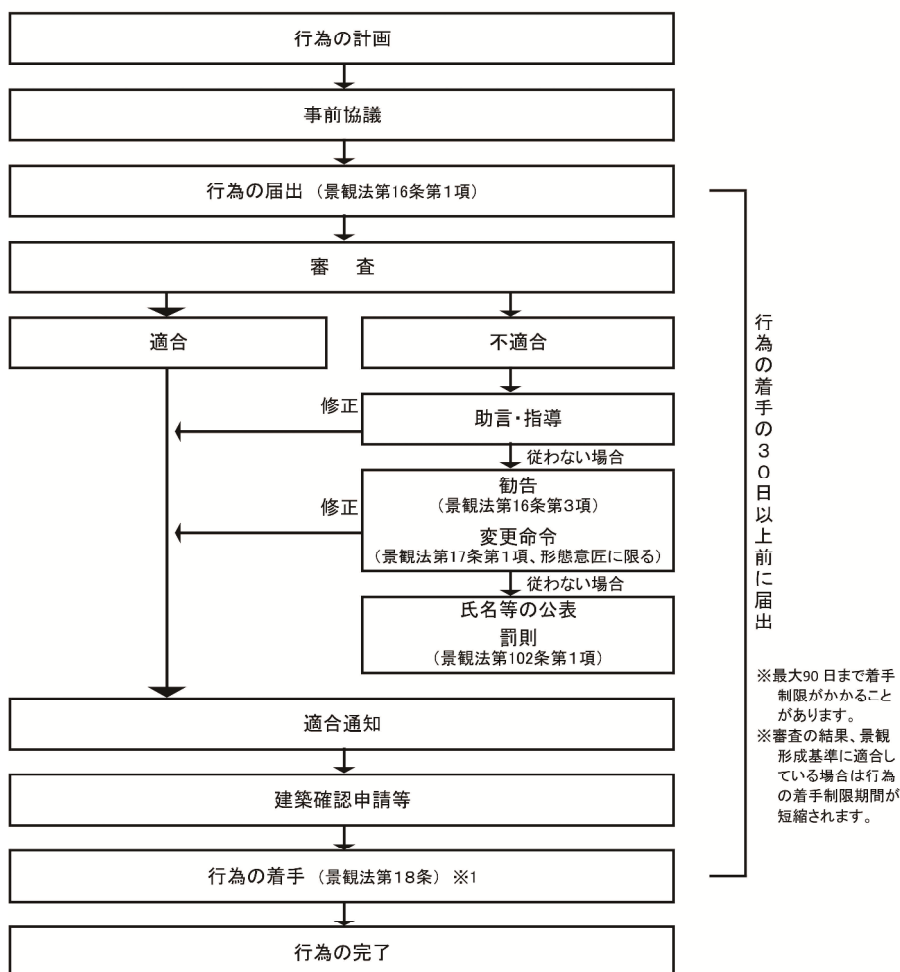 行為の計画
事前協議
行為の届出 (景観法第16条第1項)
審　査
適合
不適合
修正
助言・指導
従わない場合
勧告
(景観法第16条第3項)
修正
変更命令
(景観法第17条第1項、形態意匠に限る)
従わない場合
氏名等の公表
罰則
(景観法第102条第1項)
適合通知
建築確認申請等
行為の着手 (景観法第18条) ※1
行為の完了
行為の着手の30日以上前に届出
※最大90 日まで着手
制限がかかること
があります。
※審査の結果、景観
形成基準に適合し
ている場合は行為
の着手制限期間が
短縮されます。